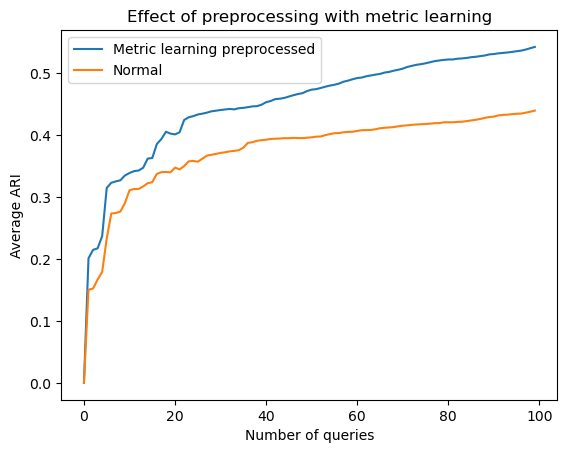 Effect of preprocessing with metric learning
Metric learning preprocessed
Normal
0.5
0.4
0.3
0.2
0.1
0.0
Average ARI
0 20 40 60 80 100
Number of queries